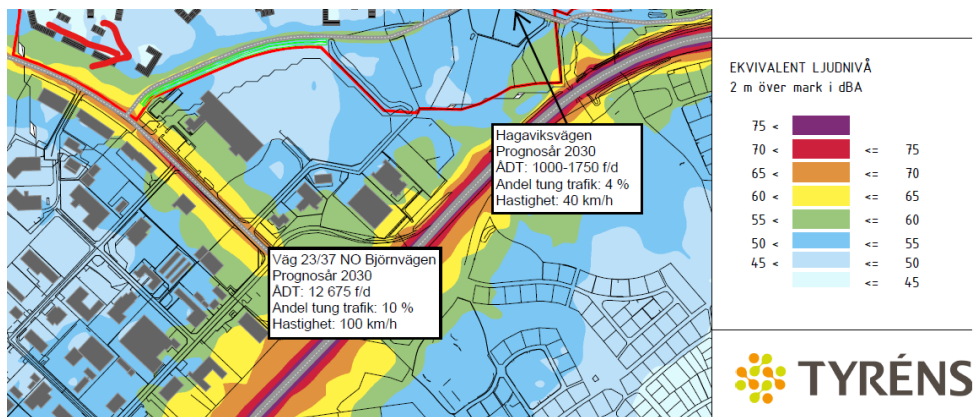 Hagaviksvägen
Prognosår 2030
ÅDT: 1000-1750 f/d
Andel tung trafik: 4 %
Hastighet: 40 km/h
Väg 23/37 NO Björnvägen
Prognosår 2030
ÅDT: 12 675 f/d
Andel tung trafik: 10 %
Hastighet: 100 km/h
EKVIVALENT LJUDNIVÅ
2 m över mark i dBA
75 <
70 < <= 75
65 < <= 70
60 < <= 65
55 < <= 60
50 < <= 55
45 < <= 50
<= 45
TYRÉNS